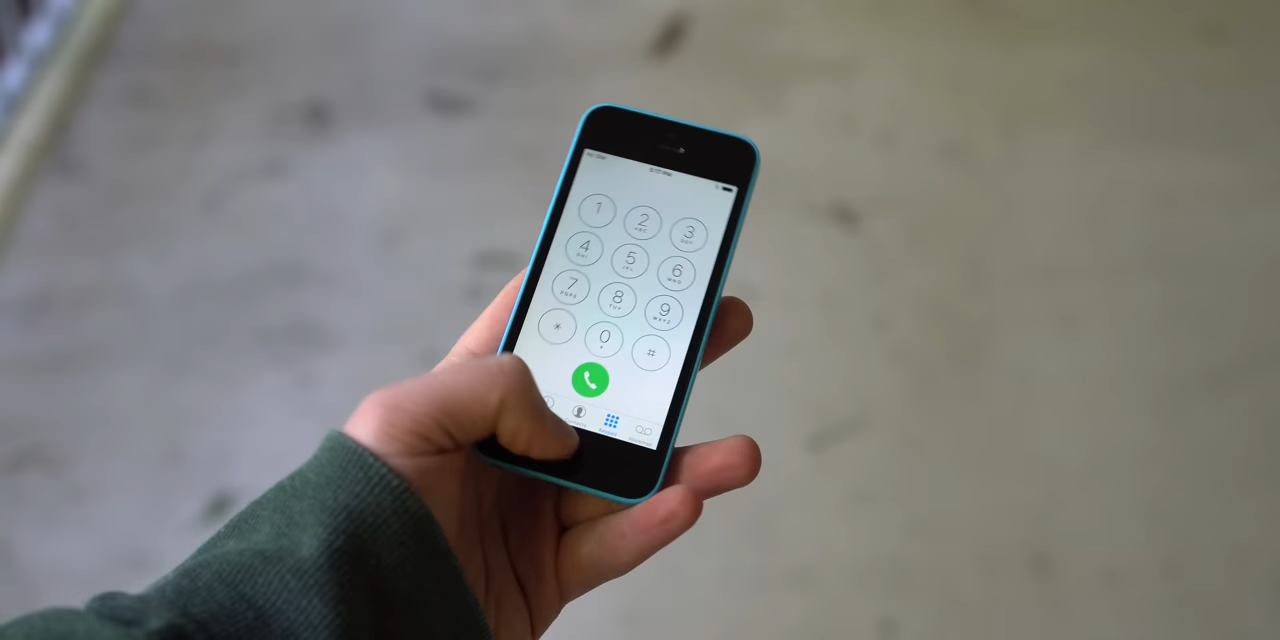 1 2 3
ABC DEF
4 5 6
GHI JKL MNO
7 8 9
PQRS TUV WXYZ
* 0 #
+